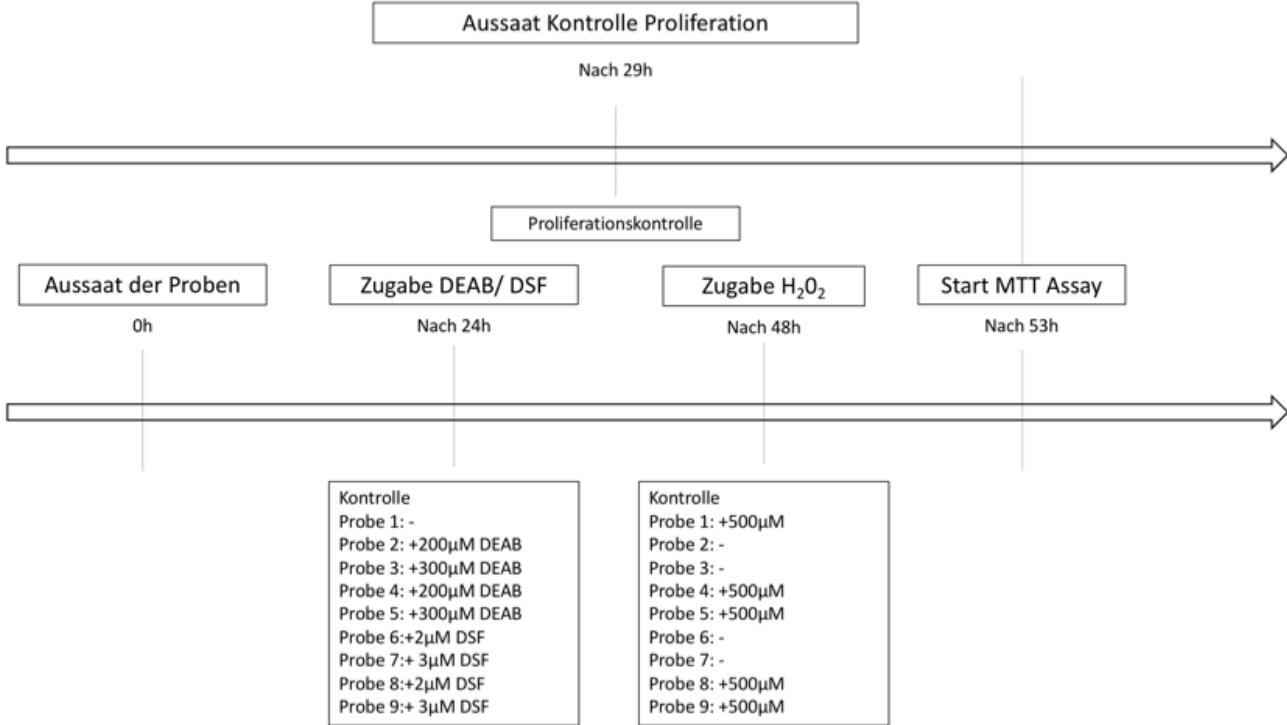 Aussaat Kontrolle Proliferation
Nach 29h
Proliferationskontrolle
Aussaat der Proben
0h
Zugabe DEAB/ DSF
Nach 24h
Zugabe H₂0₂
Nach 48h
Start MTT Assay
Nach 53h
Kontrolle
Probe 1: -
Probe 2: +200µM DEAB
Probe 3: +300µM DEAB
Probe 4: +200µM DEAB
Probe 5: +300µM DEAB
Probe 6:+2µM DSF
Probe 7:+ 3µM DSF
Probe 8:+2µM DSF
Probe 9:+ 3µM DSF
Kontrolle
Probe 1: +500µM
Probe 2: -
Probe 3: -
Probe 4: +500µM
Probe 5: +500µM
Probe 6: -
Probe 7: -
Probe 8: +500µM
Probe 9: +500µM